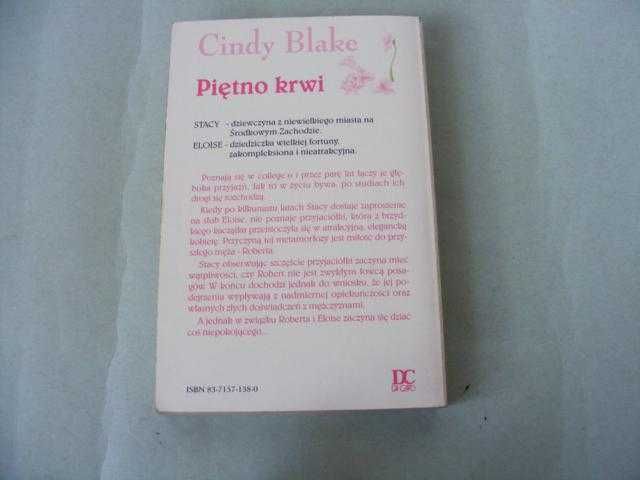 Cindy Blake
Piętno krwi
STACY - dziewczyna z niewielkiego miasta na
Środkowym Zachodzie.
ELOISE - dziedziczka wielkiej fortuny,
zakompleksiona i nieatrakcyjna.
Poznają się w college'u i przez parę lat łączy je głę-
boka przyjaźń. Jak to w życiu bywa, po studiach ich
drogi się rozchodzą.
Kiedy po kilkunastu latach Stacy dostaje zaproszenie
na ślub Eloise, nie poznaje przyjaciółki, która z brzyd-
kiego kaczątka przeistoczyła się w atrakcyjną, elegancką
kobietę. Przyczyną tej metamorfozy jest miłość do przy-
szłego męża - Roberta.
Stacy obserwując szczęście przyjaciółki zaczyna mieć
wątpliwości, czy Robert nie jest zwykłym łowcą posa-
gów. W końcu dochodzi jednak do wniosku, że jej po-
dejrzenia wypływają z nadmiernej opiekuńczości oraz
własnych złych doświadczeń z mężczyznami.
A jednak w związku Roberta i Eloise zaczyna się dziać
coś niepokojącego...
ISBN 83-7157-138-0
DC
DA CAPO